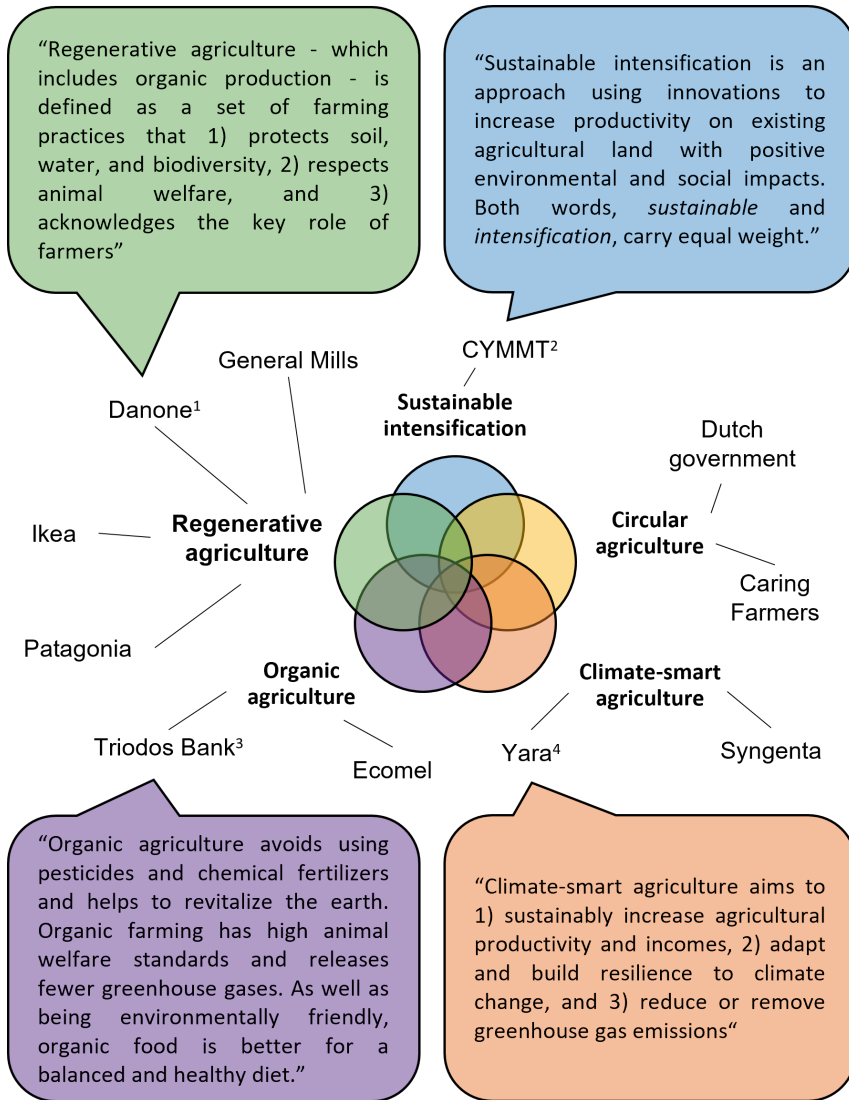 “Regenerative agriculture - which
includes organic production - is
defined as a set of farming
practices that 1) protects soil,
water, and biodiversity, 2) respects
animal welfare, and 3)
acknowledges the key role of
farmers”
“Sustainable intensification is an
approach using innovations to
increase productivity on existing
agricultural land with positive
environmental and social impacts.
Both words, sustainable and
intensification, carry equal weight.”
General Mills
CYMMT²
Danone¹
Sustainable
intensification
Dutch
government
Ikea
Regenerative
agriculture
Circular
agriculture
Caring
Farmers
Patagonia
Organic
agriculture
Climate-smart
agriculture
Triodos Bank³
Ecomel
Yara⁴
Syngenta
“Organic agriculture avoids using
pesticides and chemical fertilizers
and helps to revitalize the earth.
Organic farming has high animal
welfare standards and releases
fewer greenhouse gases. As well as
being environmentally friendly,
organic food is better for a
balanced and healthy diet.”
“Climate-smart agriculture aims to
1) sustainably increase agricultural
productivity and incomes, 2) adapt
and build resilience to climate
change, and 3) reduce or remove
greenhouse gas emissions“